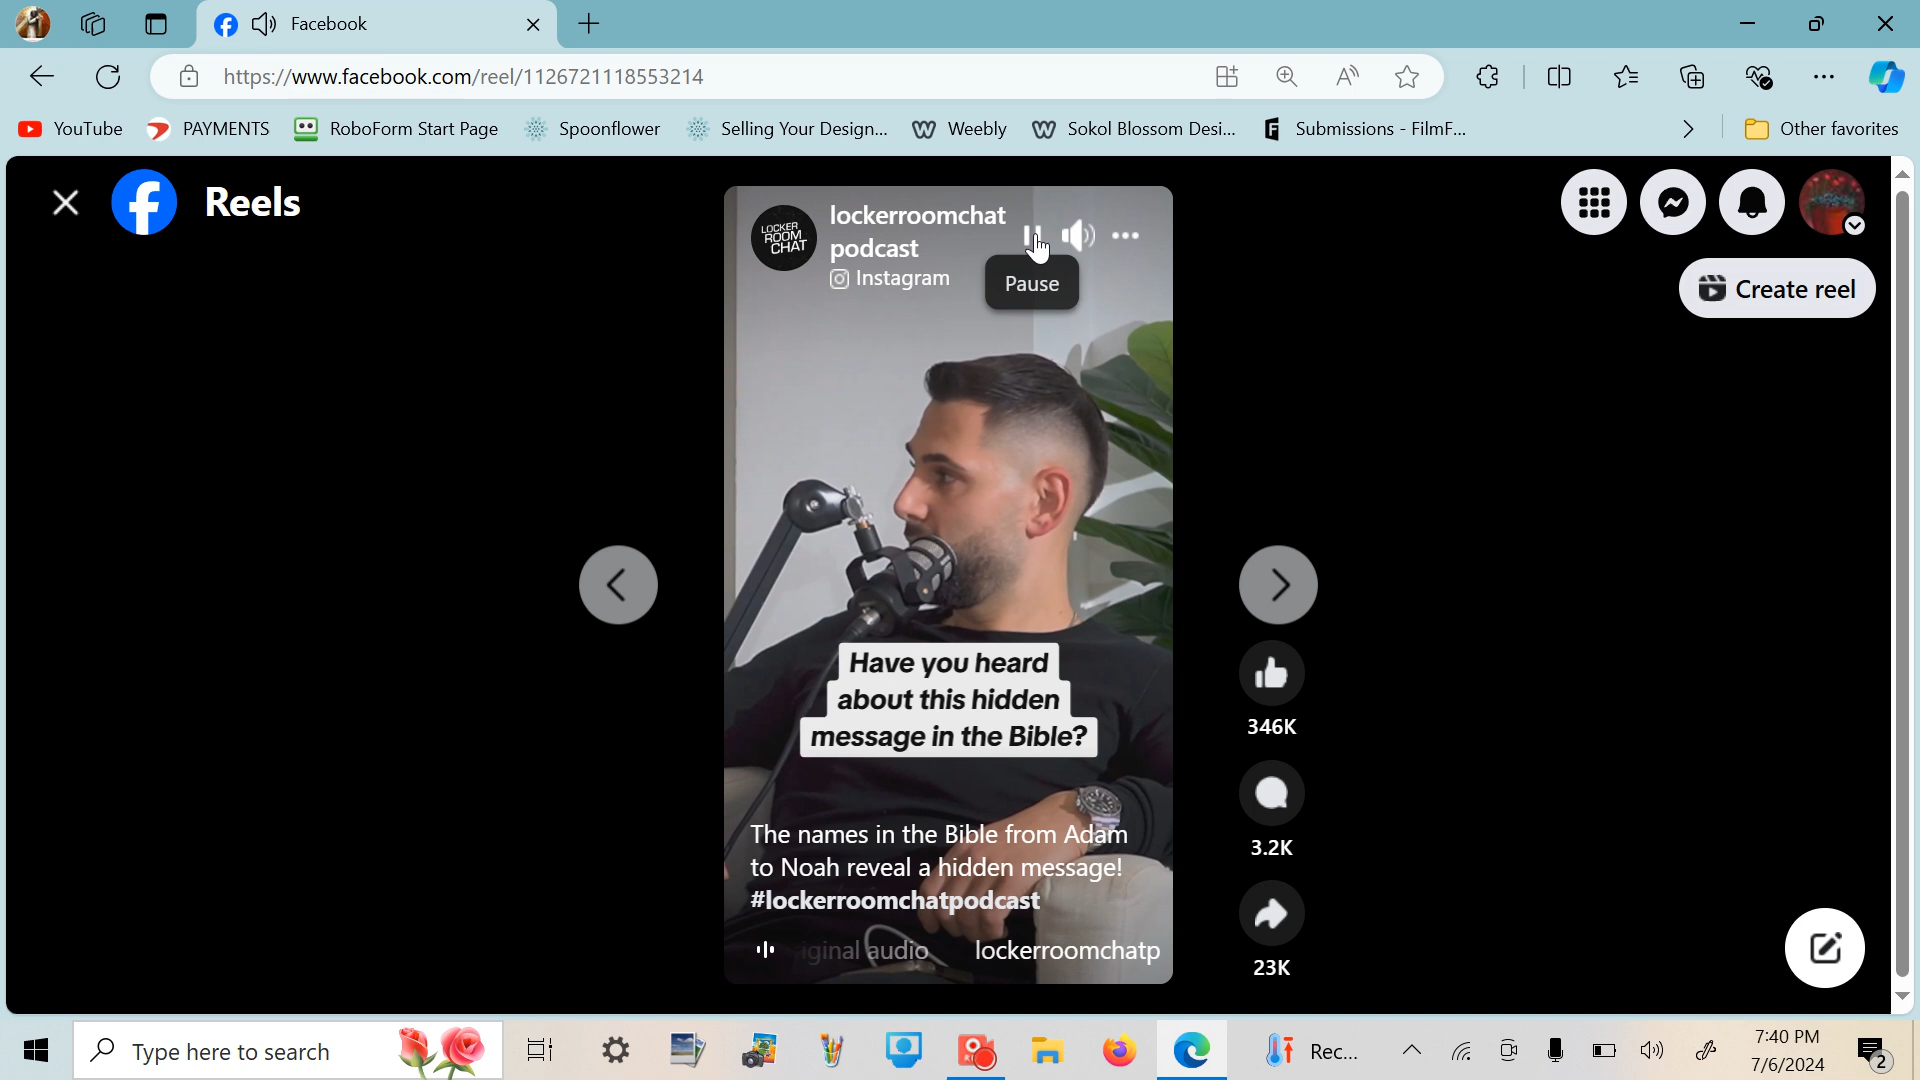 Facebook
https://www.facebook.com/reel/1126721118553214
YouTube PAYMENTS RoboForm Start Page Spoonflower Selling Your Design... Weebly Sokol Blossom Desi... Submissions - FilmF... Other favorites
Reels
LOCKER
ROOM
CHAT
lockerroomchat
podcast
Instagram
Pause
Create reel
Have you heard
about this hidden
message in the Bible?
346K
3.2K
23K
The names in the Bible from Adam
to Noah reveal a hidden message!
#lockerroomchatpodcast
iginal audio lockerroomchatp
Type here to search
Rec...
7:40 PM
7/6/2024
2